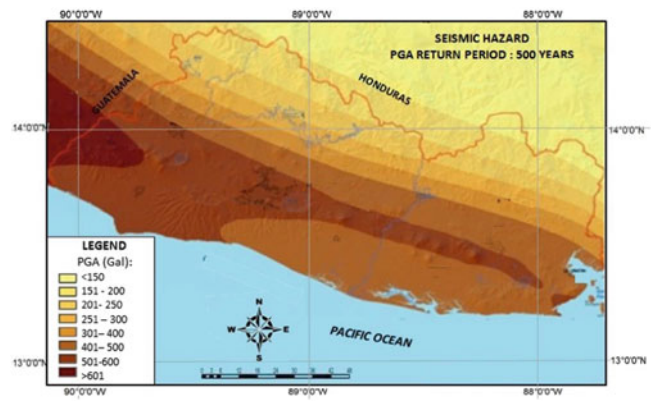 90°0'0"W
89°0'0"W
88°0'0"W
SEISMIC HAZARD
PGA RETURN PERIOD : 500 YEARS
GUATEMALA
HONDURAS
14°0'0"N
14°0'0"N
LEGEND
PGA (Gal):
<150
151 - 200
201- 250
251 – 300
301– 400
401– 500
501-600
>601
N
W E
S
PACIFIC OCEAN
13°0'0"N
13°0'0"N
90°0'0"W
89°0'0"W
88°0'0"W